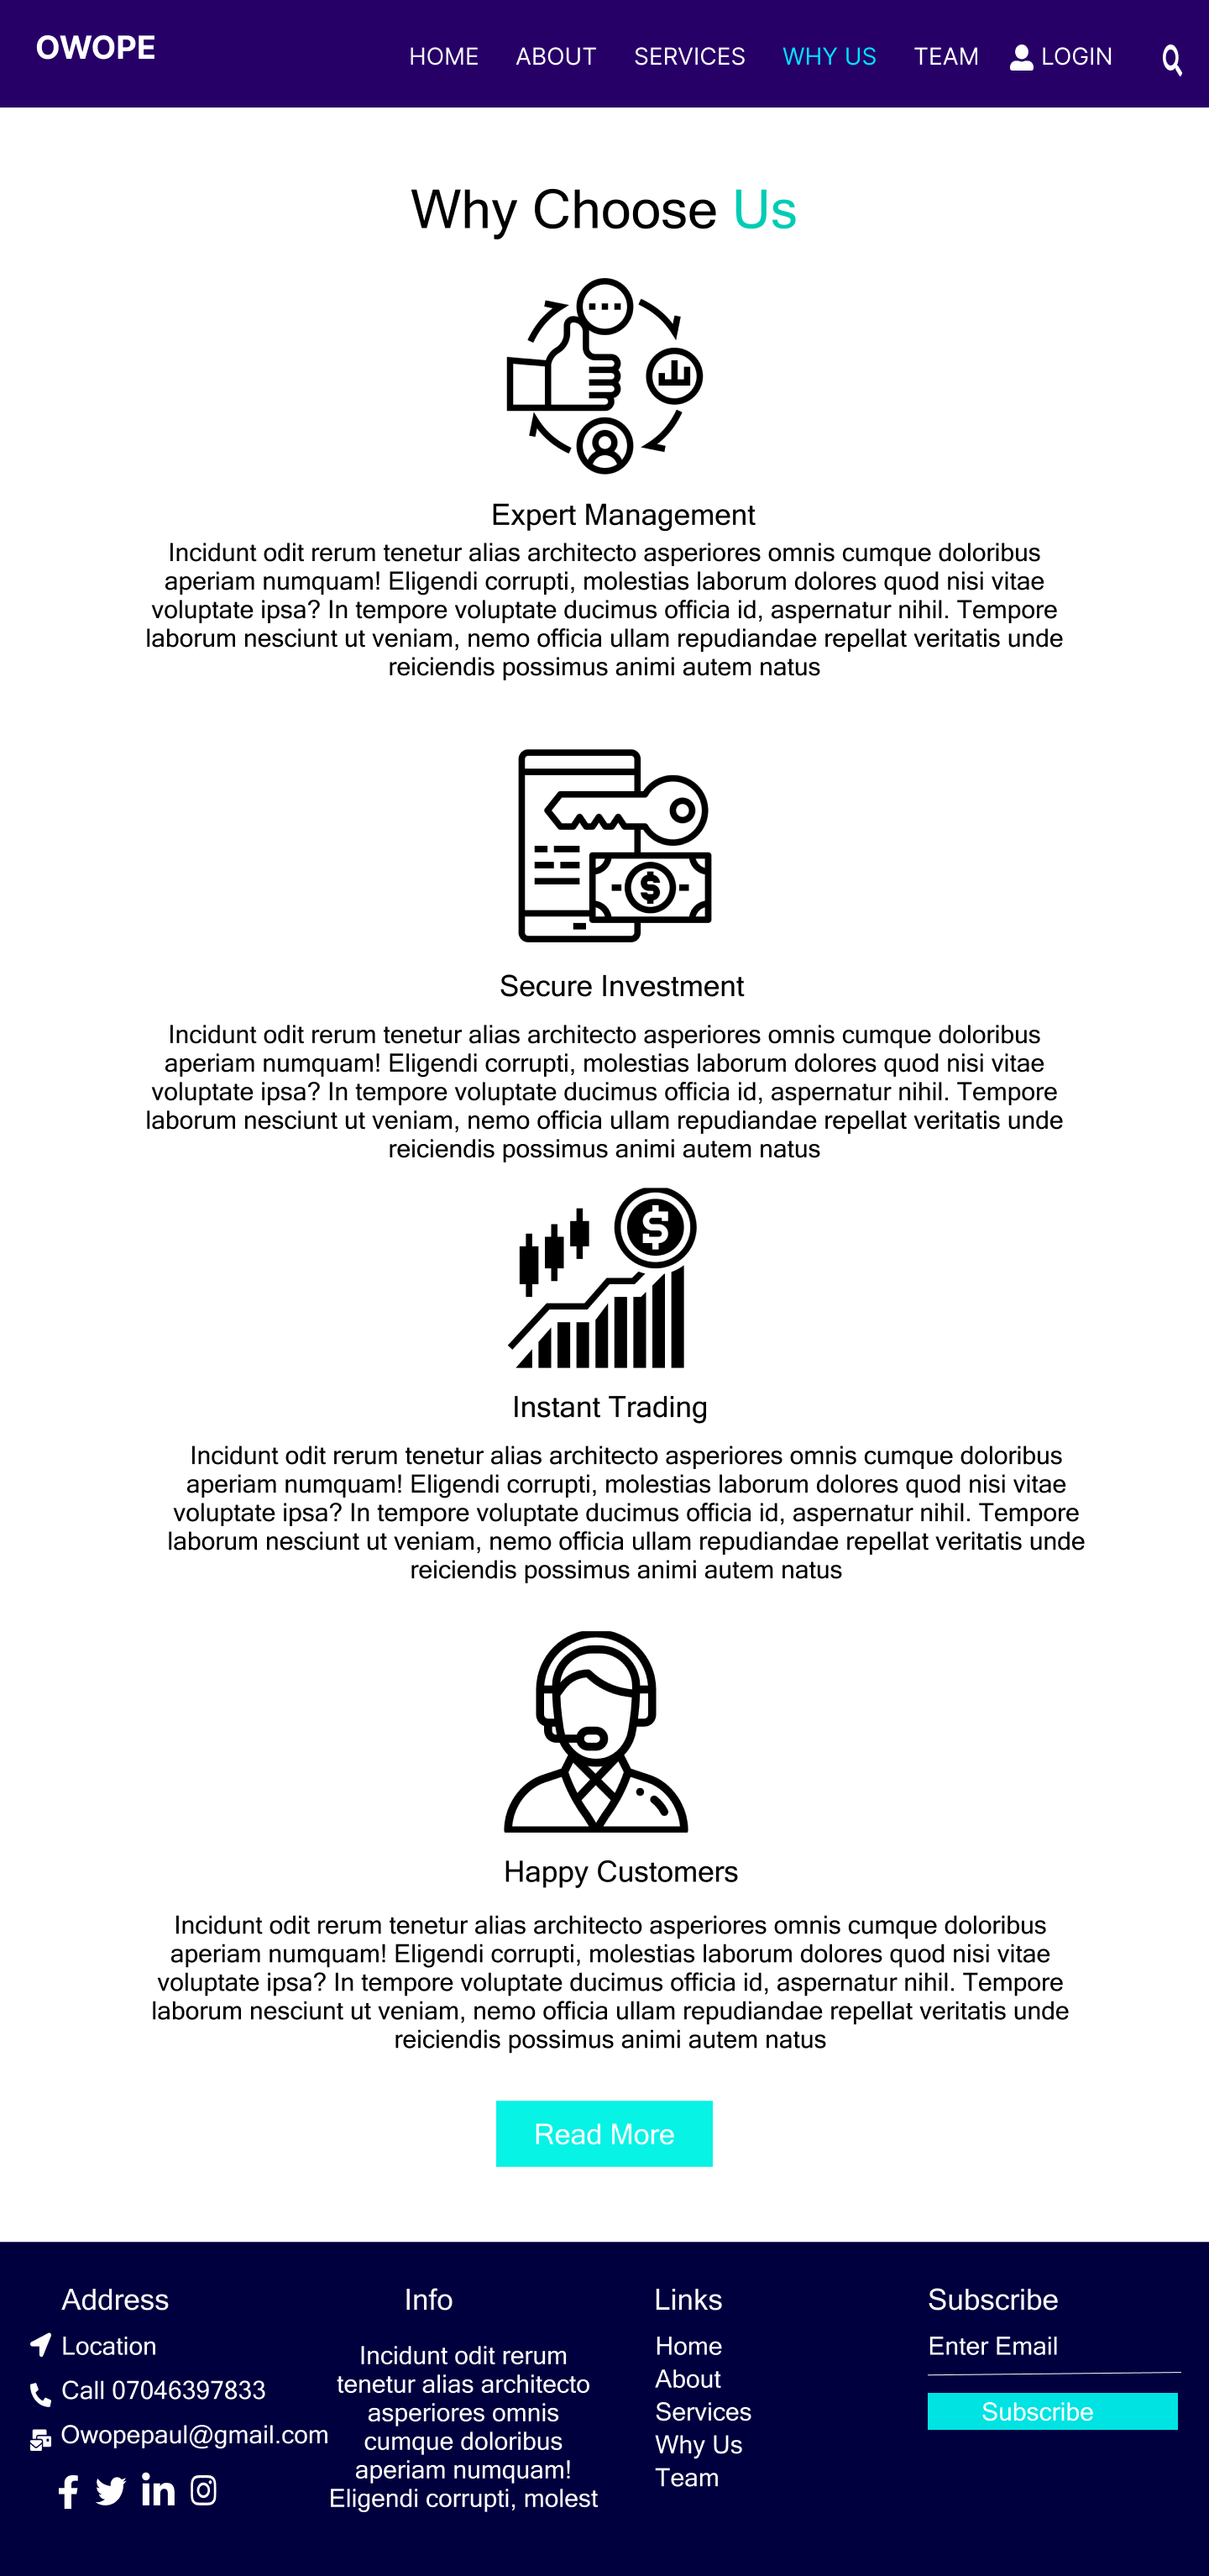 OWOPE
HOME ABOUT SERVICES WHY US TEAM LOGIN
Why Choose Us
Expert Management
Incidunt odit rerum tenetur alias architecto asperiores omnis cumque doloribus
aperiam numquam! Eligendi corrupti, molestias laborum dolores quod nisi vitae
voluptate ipsa? In tempore voluptate ducimus officia id, aspernatur nihil. Tempore
laborum nesciunt ut veniam, nemo officia ullam repudiandae repellat veritatis unde
reiciendis possimus animi autem natus
$
Secure Investment
Incidunt odit rerum tenetur alias architecto asperiores omnis cumque doloribus
aperiam numquam! Eligendi corrupti, molestias laborum dolores quod nisi vitae
voluptate ipsa? In tempore voluptate ducimus officia id, aspernatur nihil. Tempore
laborum nesciunt ut veniam, nemo officia ullam repudiandae repellat veritatis unde
reiciendis possimus animi autem natus
$
Instant Trading
Incidunt odit rerum tenetur alias architecto asperiores omnis cumque doloribus
aperiam numquam! Eligendi corrupti, molestias laborum dolores quod nisi vitae
voluptate ipsa? In tempore voluptate ducimus officia id, aspernatur nihil. Tempore
laborum nesciunt ut veniam, nemo officia ullam repudiandae repellat veritatis unde
reiciendis possimus animi autem natus
Happy Customers
Incidunt odit rerum tenetur alias architecto asperiores omnis cumque doloribus
aperiam numquam! Eligendi corrupti, molestias laborum dolores quod nisi vitae
voluptate ipsa? In tempore voluptate ducimus officia id, aspernatur nihil. Tempore
laborum nesciunt ut veniam, nemo officia ullam repudiandae repellat veritatis unde
reiciendis possimus animi autem natus
Read More
Address
Location
Call 07046397833
Owopepaul@gmail.com
Info
Incidunt odit rerum
tenetur alias architecto
asperiores omnis
cumque doloribus
aperiam numquam!
Eligendi corrupti, molest
Links
Home
About
Services
Why Us
Team
Subscribe
Enter Email
Subscribe